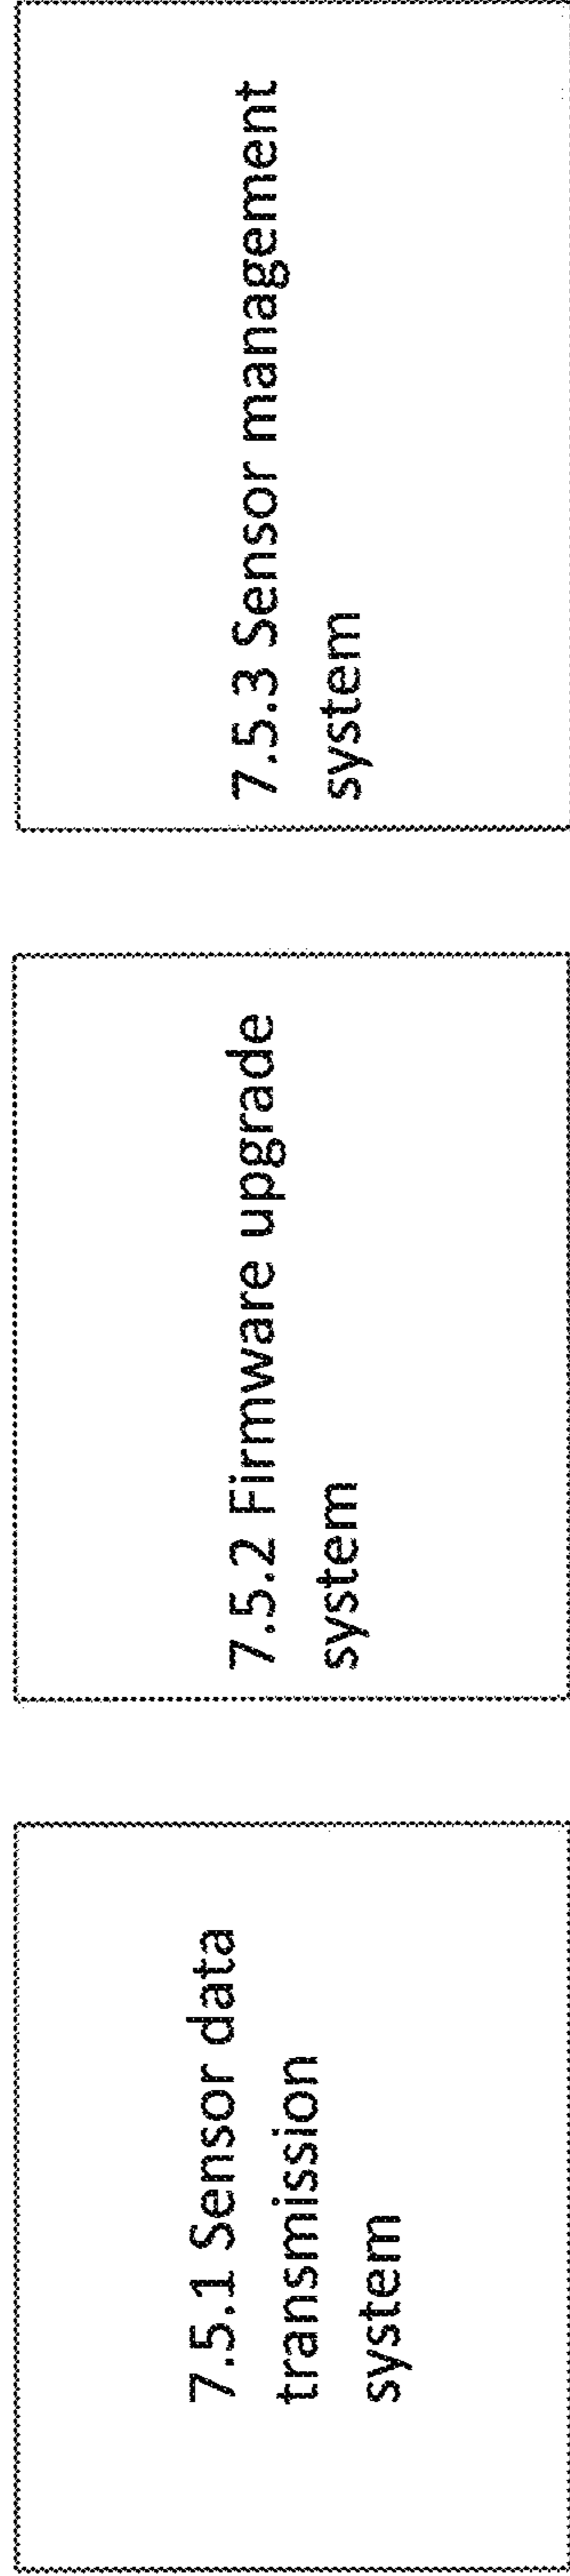 7.5.1 Sensor data
transmission
system
7.5.2 Firmware upgrade
system
7.5.3 Sensor management
system